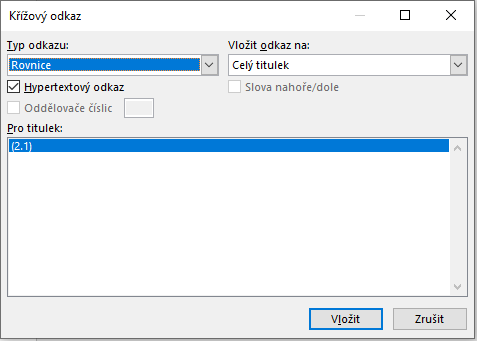 Křížový odkaz
Typ odkazu:
Vložit odkaz na:
Rovnice
Celý titulek
Hypertextový odkaz
Slova nahoře/dole
Oddělovače číslic
Pro titulek:
(2.1)
Vložit
Zrušit